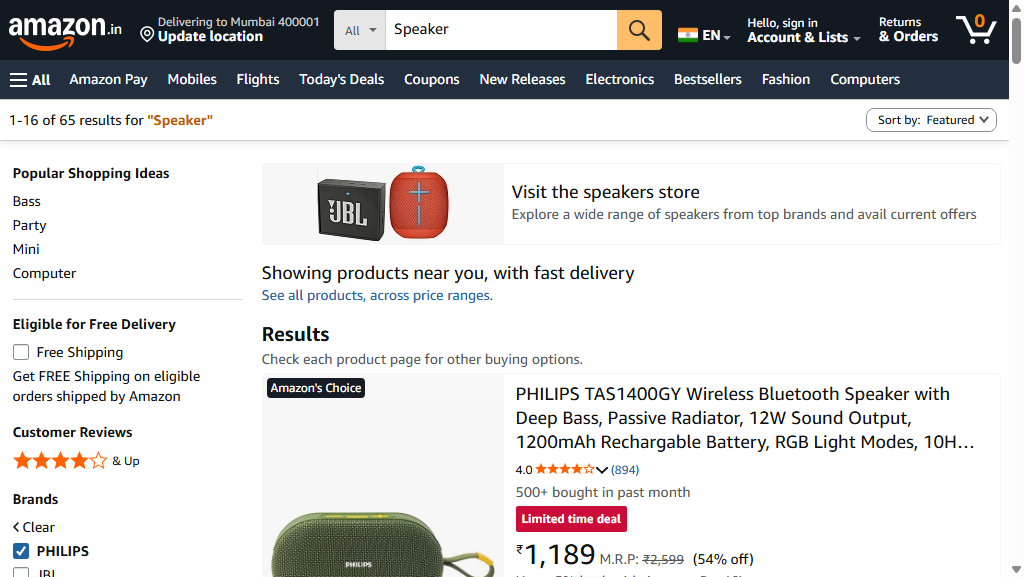 amazon.in
Delivering to Mumbai 400001
Update location
All
Speaker
EN
Hello, sign in
Account & Lists
Returns
& Orders
0
All
Amazon Pay
Mobiles
Flights
Today's Deals
Coupons
New Releases
Electronics
Bestsellers
Fashion
Computers
1-16 of 65 results for "Speaker"
Sort by: Featured
Popular Shopping Ideas
Bass
Party
Mini
Computer
Eligible for Free Delivery
Free Shipping
Get FREE Shipping on eligible
orders shipped by Amazon
Customer Reviews
& Up
Brands
Clear
PHILIPS
JBL
JBL
Visit the speakers store
Explore a wide range of speakers from top brands and avail current offers
Showing products near you, with fast delivery
See all products, across price ranges.
Results
Check each product page for other buying options.
Amazon's Choice
PHILIPS
PHILIPS TAS1400GY Wireless Bluetooth Speaker with
Deep Bass, Passive Radiator, 12W Sound Output,
1200mAh Rechargable Battery, RGB Light Modes, 10H…
4.0 (894)
500+ bought in past month
Limited time deal
₹1,189 M.R.P: ₹2,599 (54% off)